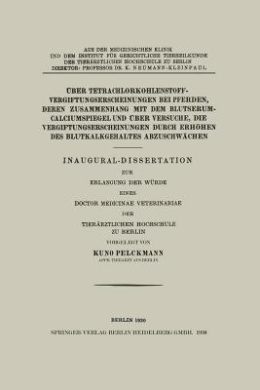 AUS DER MEDIZINISCHEN KLINIK
UND DEM INSTITUT FÜR GERICHTLICHE TIERHEILKUNDE
DER TIERÄRZTLICHEN HOCHSCHULE ZU BERLIN
DIREKTOR: PROFESSOR DR. K. NEUMANN-KLEINPAUL
ÜBER TETRACHLORKOHLENSTOFF-
VERGIFTUNGSERSCHEINUNGEN BEI PFERDEN,
DEREN ZUSAMMENHANG MIT DEM BLUTSERUM-
CALCIUMSPIEGEL UND ÜBER VERSUCHE, DIE
VERGIFTUNGSERSCHEINUNGEN DURCH ERHÖHEN
DES BLUTKALKGEHALTES ABZUSCHWÄCHEN
INAUGURAL-DISSERTATION
ZUR
ERLANGUNG DER WÜRDE
EINES
DOCTOR MEDICINAE VETERINARIAE
DER
TIERÄRZTLICHEN HOCHSCHULE
ZU BERLIN
VORGELEGT VON
KUNO PELCKMANN
APPR. TIERARZT AUS BERLIN
BERLIN 1930
SPRINGER-VERLAG BERLIN HEIDELBERG GMBH. 1930